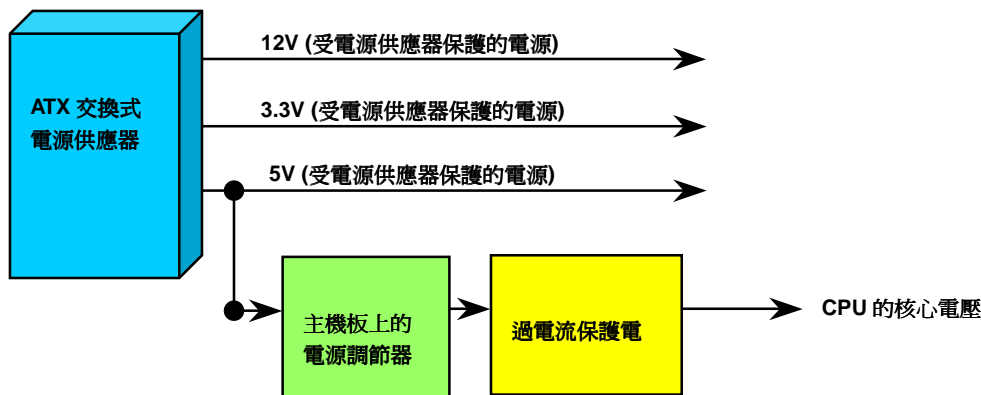 12V (受電源供應器保護的電源)
ATX 交換式
電源供應器
3.3V (受電源供應器保護的電源)
5V (受電源供應器保護的電源)
主機板上的
電源調節器
過電流保護電
CPU 的核心電壓